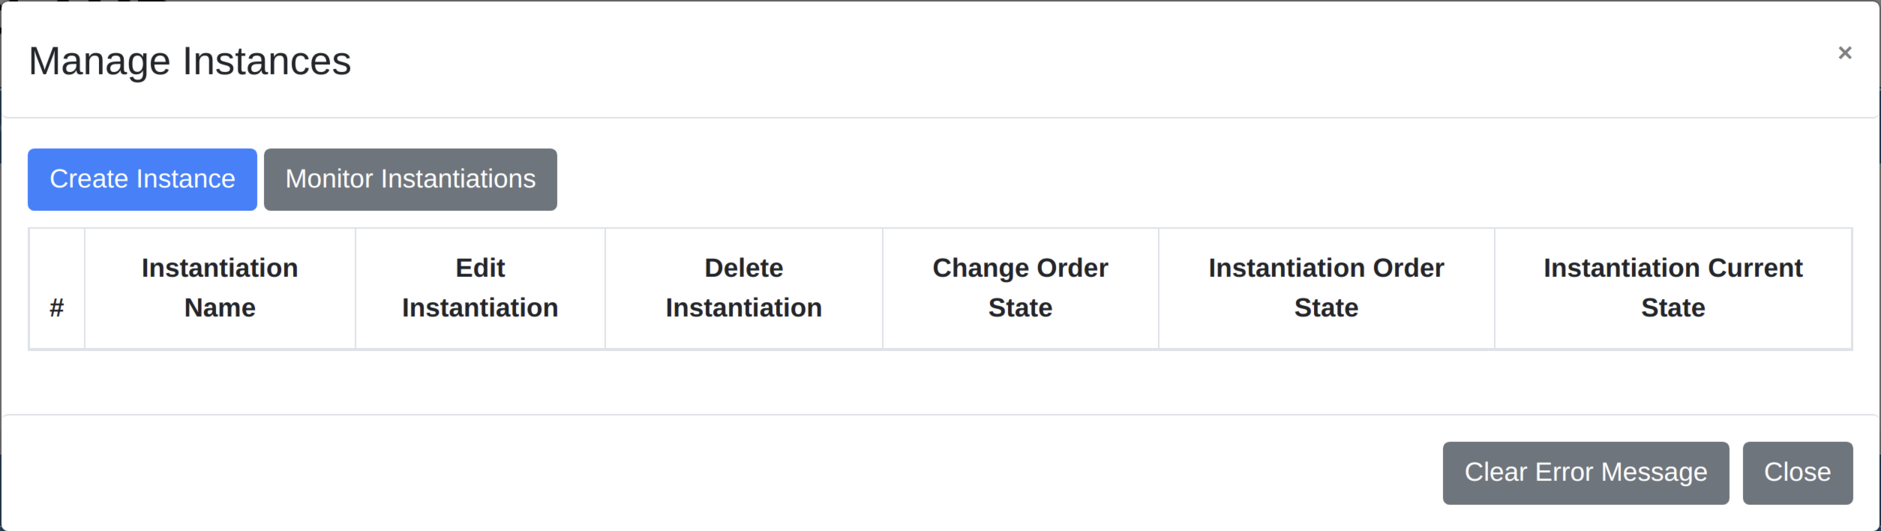 Manage Instances
×
Create Instance Monitor Instantiations
# Instantiation Name Edit Instantiation Delete Instantiation Change Order State Instantiation Order State Instantiation Current State
Clear Error Message Close